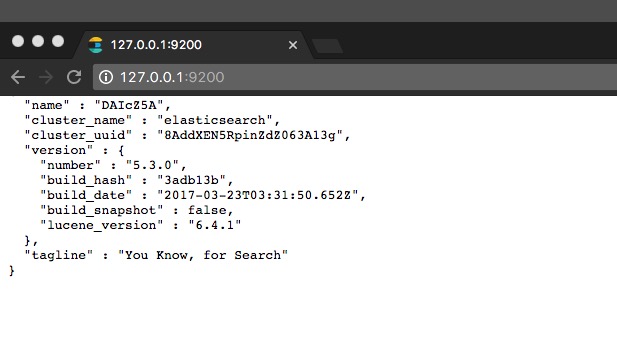 127.0.0.1:9200
127.0.0.1:9200
"name" : "DAIcZ5A",
"cluster_name" : "elasticsearch",
"cluster_uuid" : "8AddXEN5RpinZdZ063A13g",
"version" : {
"number" : "5.3.0",
"build_hash" : "3adb13b",
"build_date" : "2017-03-23T03:31:50.652Z",
"build_snapshot" : false,
"lucene_version" : "6.4.1"
},
"tagline" : "You Know, for Search"
}